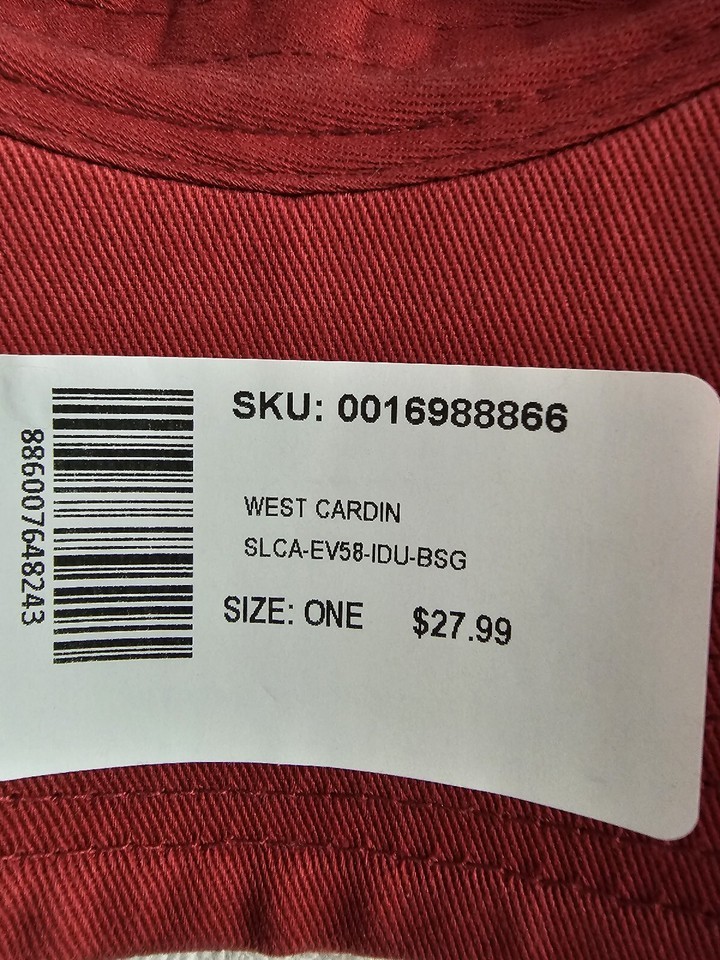 SKU: 0016988866
WEST CARDIN
SLCA-EV58-IDU-BSG
SIZE: ONE $27.99
886007648243